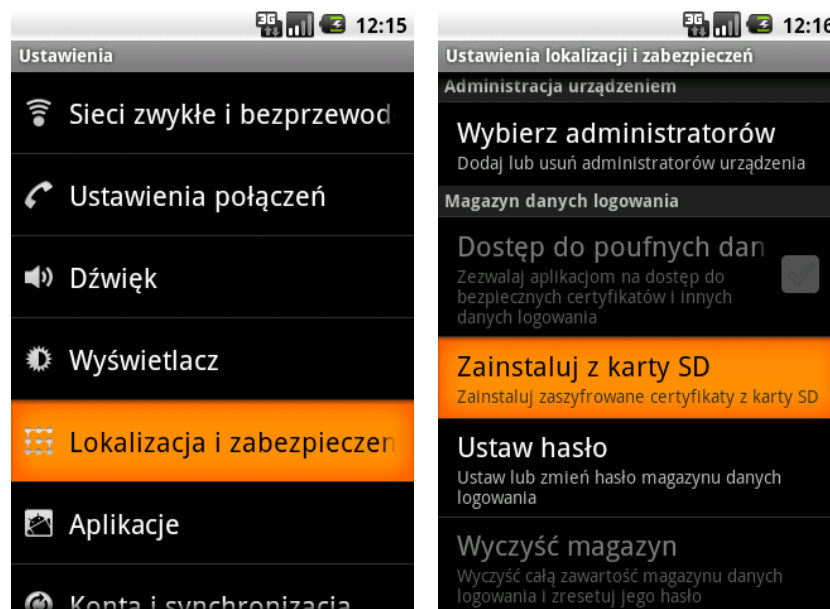 3G 12:15
Ustawienia
Sieci zwykłe i bezprzewod
Ustawienia połączeń
Dźwięk
Wyświetlacz
Lokalizacja i zabezpieczen
Aplikacje
Konta i synchronizacja
3G 12:16
Ustawienia lokalizacji i zabezpieczeń
Administracja urządzeniem
Wybierz administratorów
Dodaj lub usuń administratorów urządzenia
Magazyn danych logowania
Dostęp do poufnych dan
Zezwalaj aplikacjom na dostęp do
bezpiecznych certyfikatów i innych
danych logowania
Zainstaluj z karty SD
Zainstaluj zaszyfrowane certyfikaty z karty SD
Ustaw hasło
Ustaw lub zmień hasło magazynu danych
logowania
Wyczyść magazyn
Wyczyść całą zawartość magazynu danych
logowania i zresetuj jego hasło